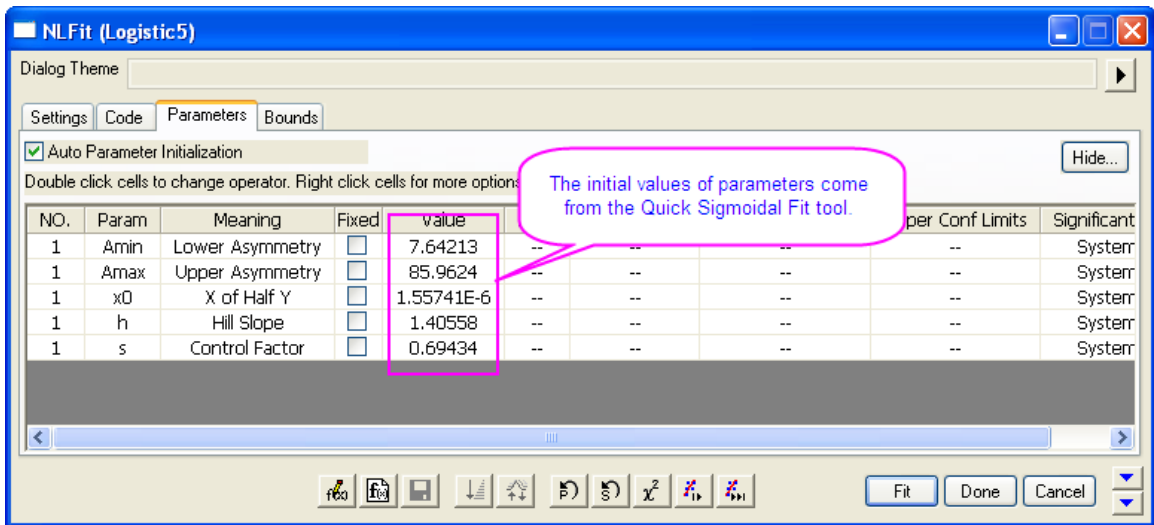 NLFit (Logistic5)
Dialog Theme
Settings Code Parameters Bounds
Auto Parameter Initialization
Hide...
Double click cells to change operator. Right click cells for more option
The initial values of parameters come
from the Quick Sigmoidal Fit tool.
NO. Param Meaning Fixed Value per Conf Limits Significant
1 Amin Lower Asymmetry 7.64213 -- -- -- -- System
1 Amax Upper Asymmetry 85.9624 -- -- -- -- System
1 x0 X of Half Y 1.55741E-6 -- -- -- -- System
1 h Hill Slope 1.40558 -- -- -- -- System
1 s Control Factor 0.69434 -- -- -- -- System
Fit Done Cancel